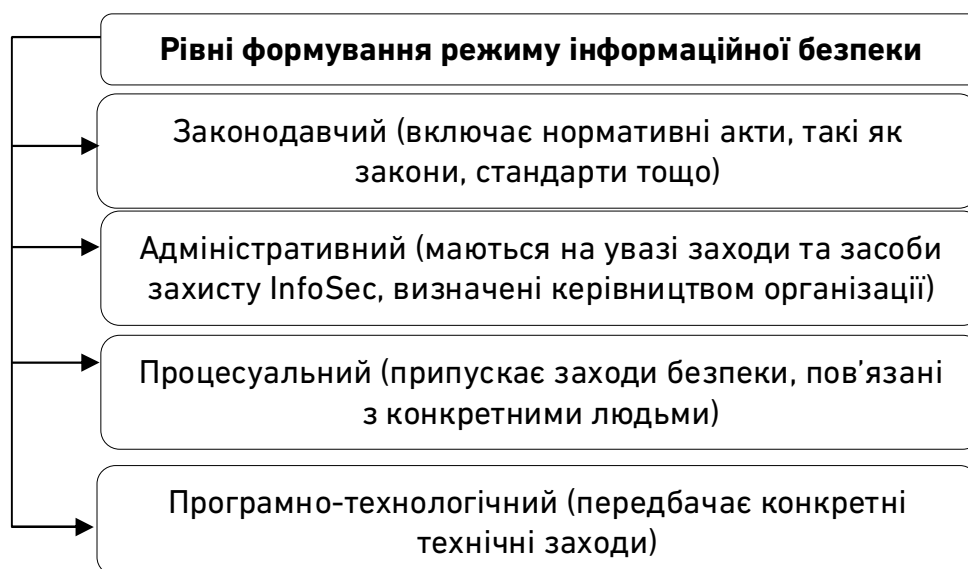 Рівні формування режиму інформаційної безпеки
Законодавчий (включає нормативні акти, такі як
закони, стандарти тощо)
Адміністративний (маються на увазі заходи та засоби
захисту InfoSec, визначені керівництвом організації)
Процесуальний (припускає заходи безпеки, пов’язані
з конкретними людьми)
Програмно-технологічний (передбачає конкретні
технічні заходи)